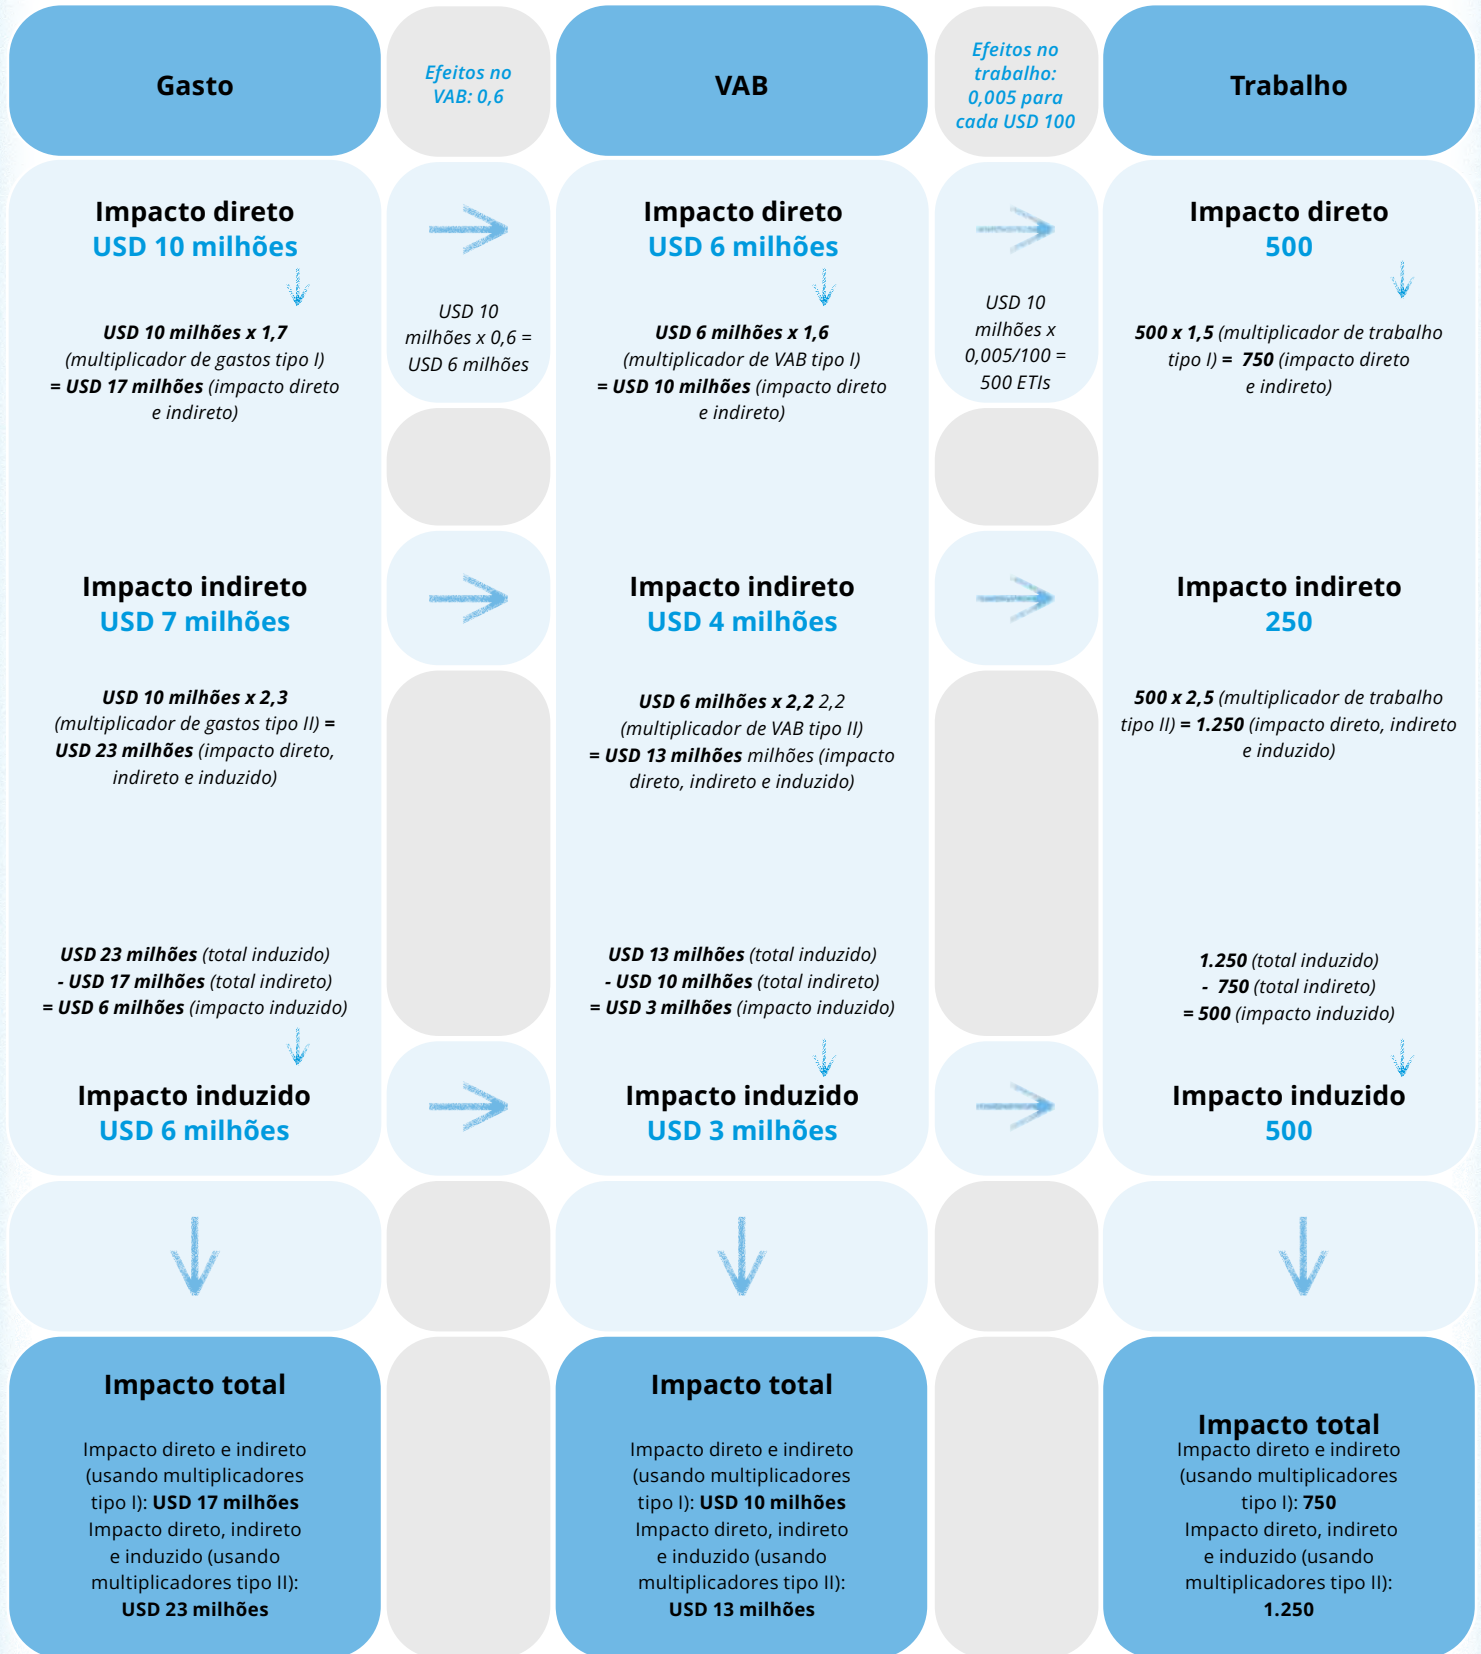 Gasto
Efeitos no
VAB: 0,6
VAB
Efeitos no
trabalho:
0,005 para
cada USD 100
Trabalho
Impacto direto
USD 10 milhões
USD 10 milhões x 1,7
(multiplicador de gastos tipo I)
= USD 17 milhões (impacto direto
e indireto)
USD 10
milhões x 0,6 =
USD 6 milhões
Impacto direto
USD 6 milhões
USD 6 milhões x 1,6
(multiplicador de VAB tipo I)
= USD 10 milhões (impacto direto
e indireto)
USD 10
milhões x
0,005/100 =
500 ETIs
Impacto direto
500
500 x 1,5 (multiplicador de trabalho
tipo I) = 750 (impacto direto
e indireto)
Impacto indireto
USD 7 milhões
USD 10 milhões x 2,3
(multiplicador de gastos tipo II) =
USD 23 milhões (impacto direto,
indireto e induzido)
Impacto indireto
USD 4 milhões
USD 6 milhões x 2,2 2,2
(multiplicador de VAB tipo II)
= USD 13 milhões milhões (impacto
direto, indireto e induzido)
Impacto indireto
250
500 x 2,5 (multiplicador de trabalho
tipo II) = 1.250 (impacto direto, indireto
e induzido)
USD 23 milhões (total induzido)
- USD 17 milhões (total indireto)
= USD 6 milhões (impacto induzido)
Impacto induzido
USD 6 milhões
USD 13 milhões (total induzido)
- USD 10 milhões (total indireto)
= USD 3 milhões (impacto induzido)
Impacto induzido
USD 3 milhões
1.250 (total induzido)
- 750 (total indireto)
= 500 (impacto induzido)
Impacto induzido
500
Impacto total
Impacto direto e indireto
(usando multiplicadores
tipo I): USD 17 milhões
Impacto direto, indireto
e induzido (usando
multiplicadores tipo II):
USD 23 milhões
Impacto total
Impacto direto e indireto
(usando multiplicadores
tipo I): USD 10 milhões
Impacto direto, indireto
e induzido (usando
multiplicadores tipo II):
USD 13 milhões
Impacto total
Impacto direto e indireto
(usando multiplicadores
tipo I): 750
Impacto direto, indireto
e induzido (usando
multiplicadores tipo II):
1.250